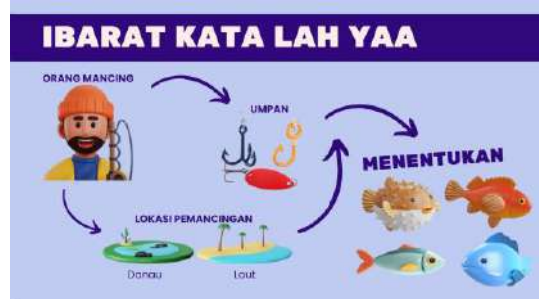 IBARAT KATA LAH YAA
ORANG MANCING
UMPAN
MENENTUKAN
LOKASI PEMANCINGAN
Danau
Laut